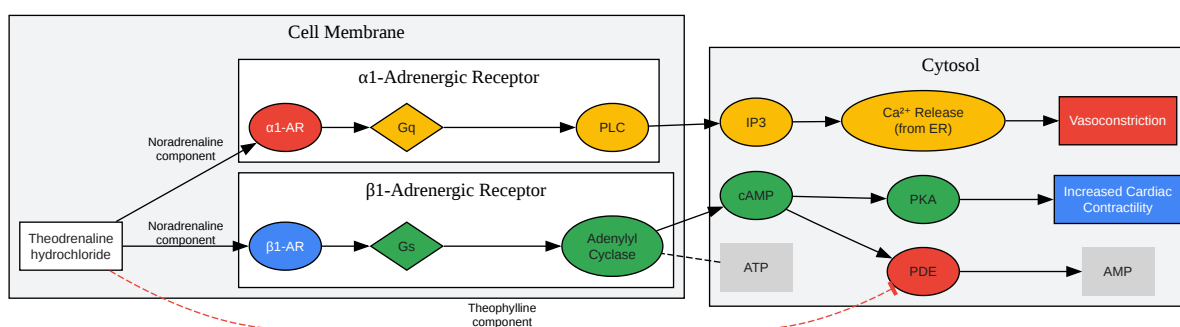 Cell Membrane
α1-Adrenergic Receptor
Cytosol
α1-AR
Gq
PLC
IP3
Ca²⁺ Release
(from ER)
Vasoconstriction
Noradrenaline
component
β1-Adrenergic Receptor
Theodrenaline
hydrochloride
Noradrenaline
component
β1-AR
Gs
Adenylyl
Cyclase
cAMP
PKA
Increased Cardiac
Contractility
ATP
PDE
AMP
Theophylline
component